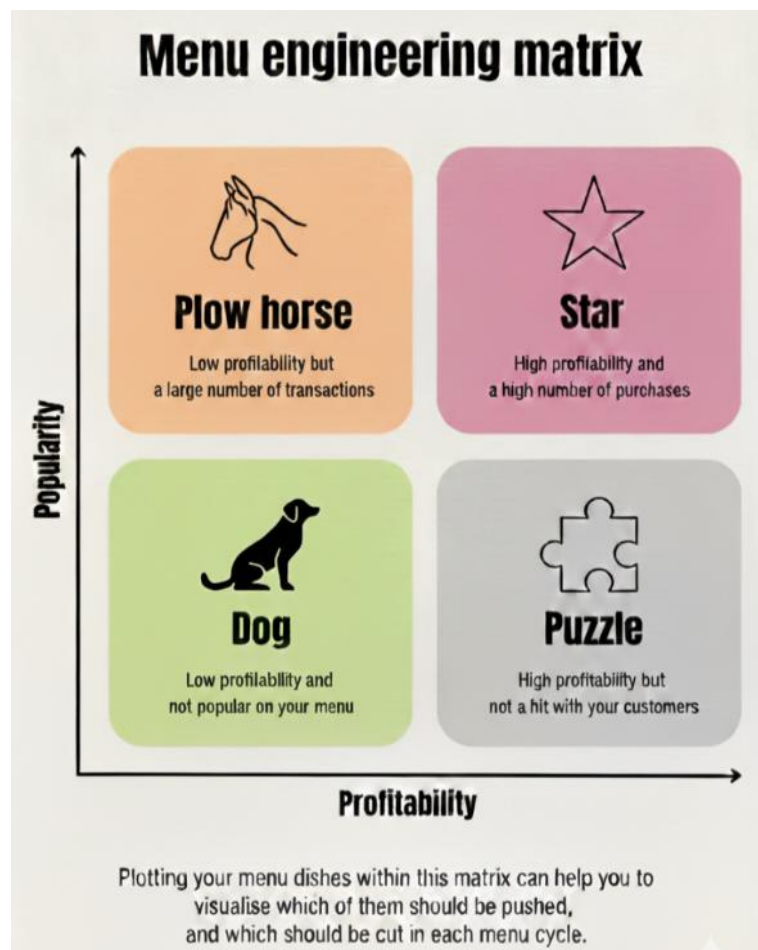 Menu engineering matrix
Plow horse
Low profilability but
a large number of transactions
Star
High profilability and
a high number of purchases
Popularity
Dog
Low profilability and
not popular on your menu
Puzzle
High profitability but
not a hit with your customers
Profitability
Plotting your menu dishes within this matrix can help you to
visualise which of them should be pushed,
and which should be cut in each menu cycle.